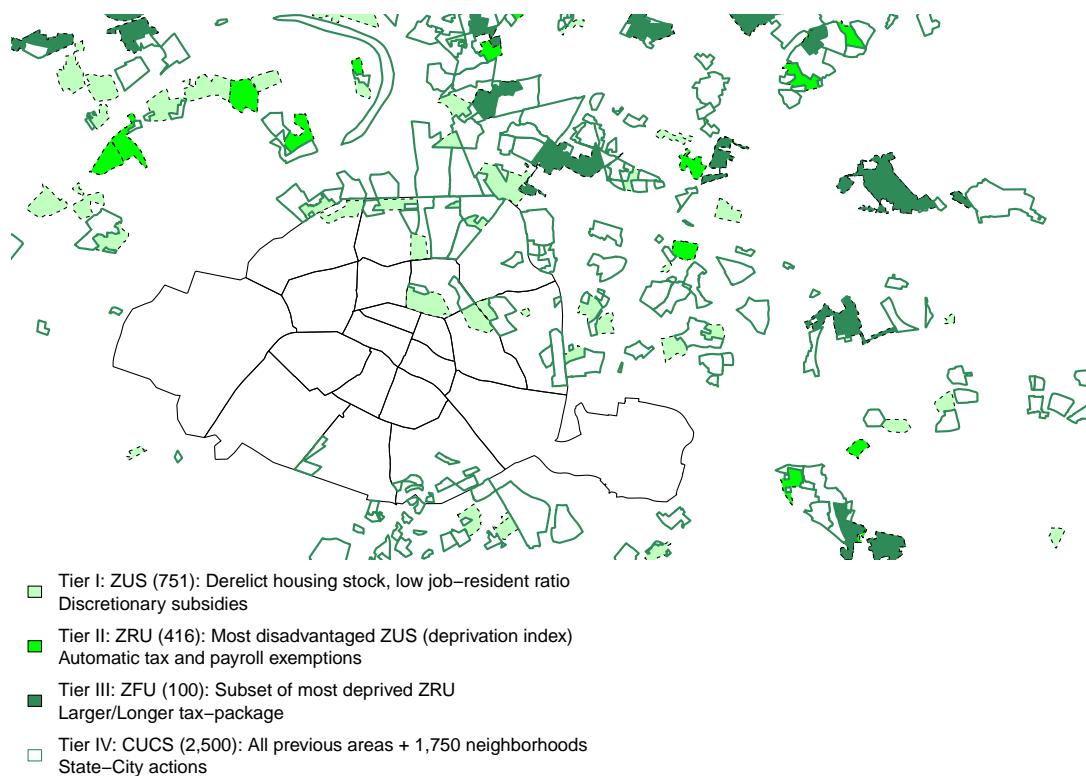 Tier I: ZUS (751): Derelict housing stock, low job−resident ratio
Discretionary subsidies
Tier II: ZRU (416): Most disadvantaged ZUS (deprivation index)
Automatic tax and payroll exemptions
Tier III: ZFU (100): Subset of most deprived ZRU
Larger/Longer tax−package
Tier IV: CUCS (2,500): All previous areas + 1,750 neighborhoods
State−City actions